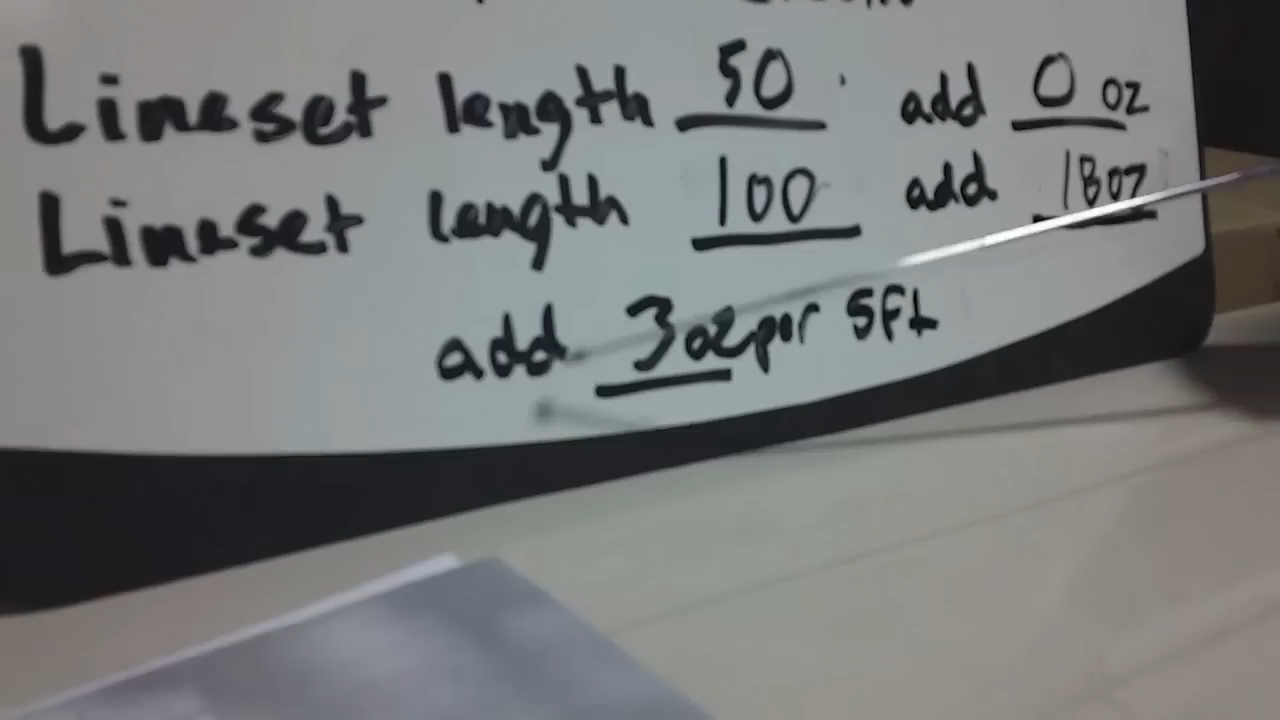 Lineset length 50 add 0 oz
Lineset length 100 add 18oz
add 3oz per 5ft